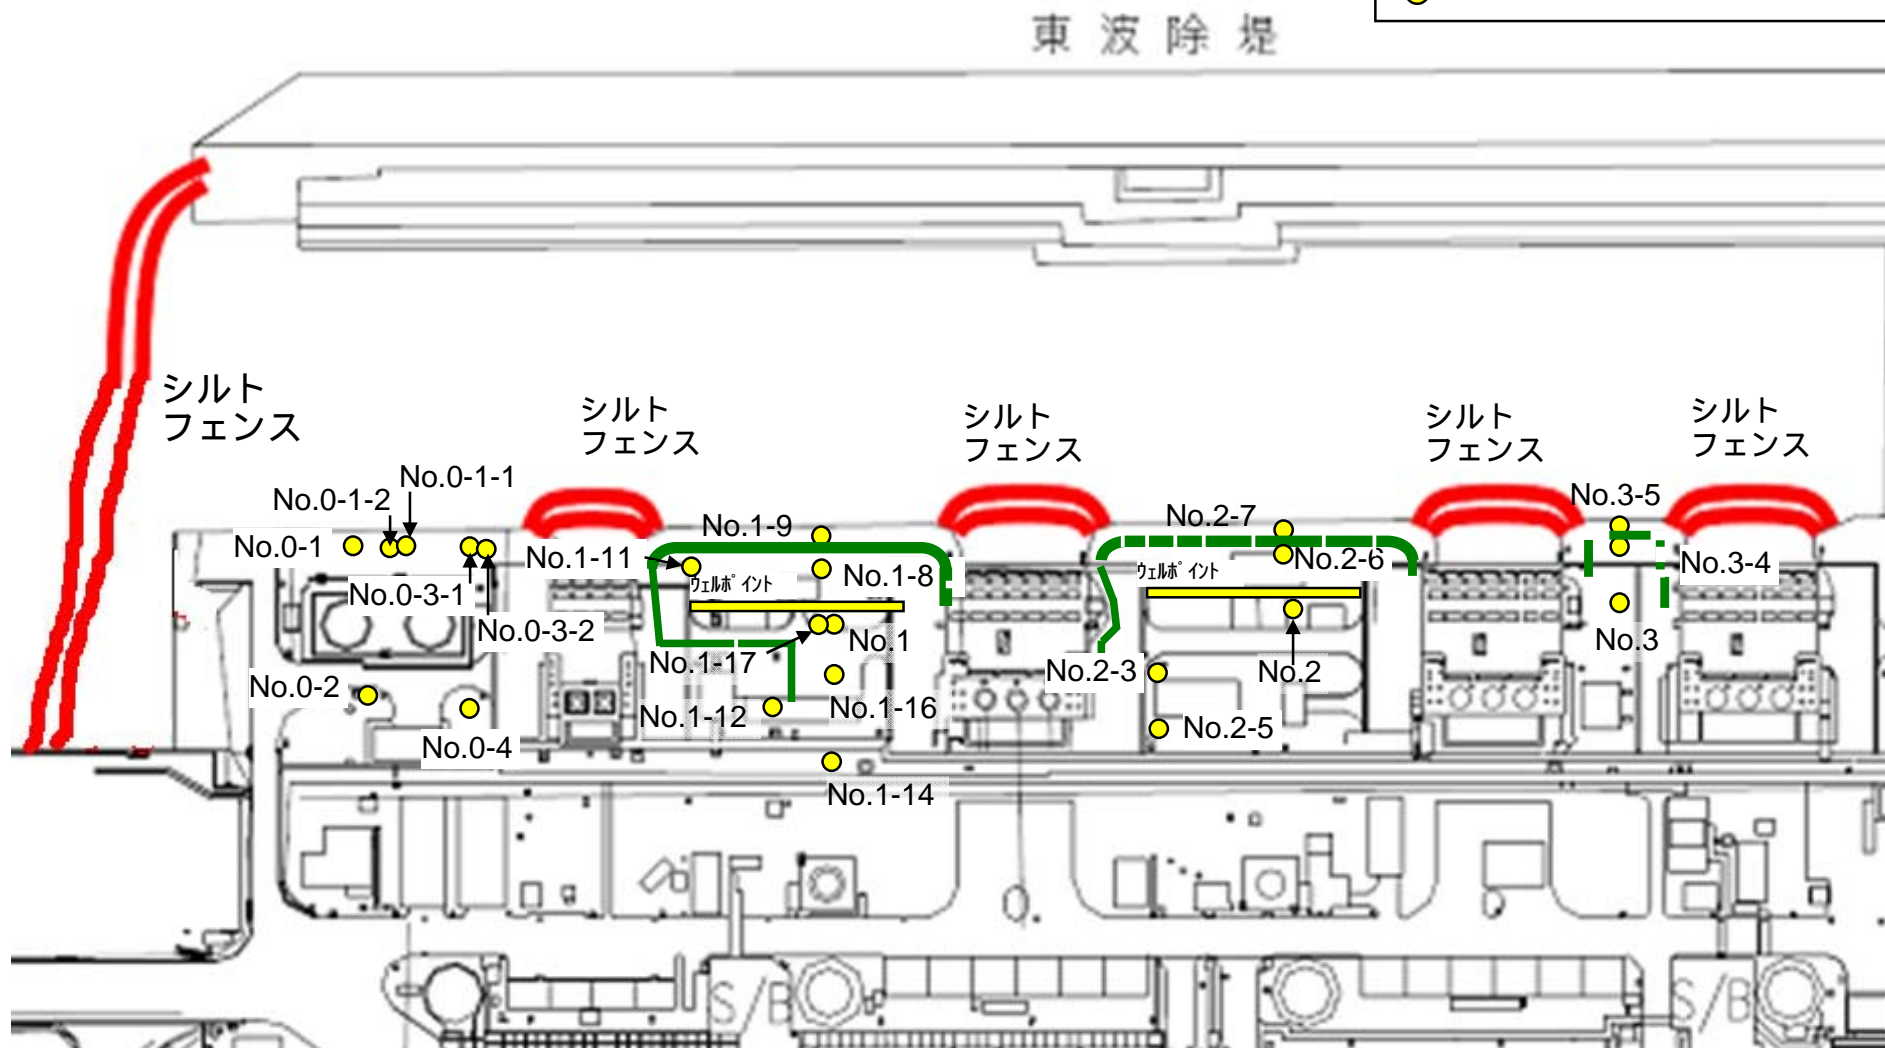 東波除堤
シルト
フェンス
シルト
フェンス
シルト
フェンス
シルト
フェンス
シルト
フェンス
No.0-1-1
No.0-1-2
No.3-5
No.2-7
No.1-9
No.0-1
No.1-11
No.2-6
No.3-4
ｳｪﾙﾎﾟｲﾝﾄ
No.1-8
ｳｪﾙﾎﾟｲﾝﾄ
No.0-3-1
No.0-3-2
No.1
No.3
No.1-17
No.2-3
No.2
No.0-2
No.1-12
No.1-16
No.2-5
No.0-4
No.1-14
S/B
S/B